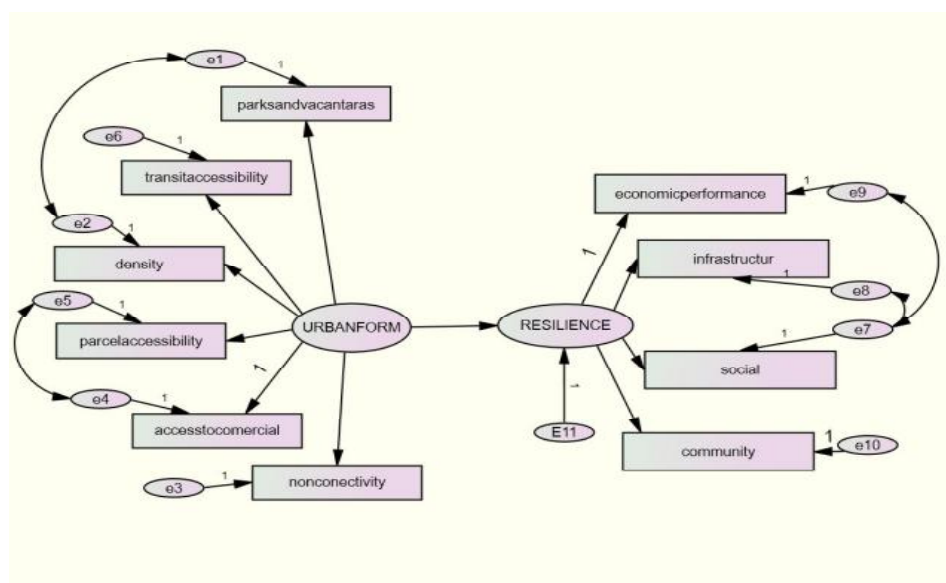 e1
1
parksandvacantaras
e6
1
transitaccessibility
e2
1
density
e5
1
parcelaccessibility
e4
1
accesstocomercial
1
e3
1
nonconectivity
URBANFORM
RESILIENCE
1
economicperformance
1
e9
infrastructur
1
e8
e7
1
social
1
E11
community
1
e10